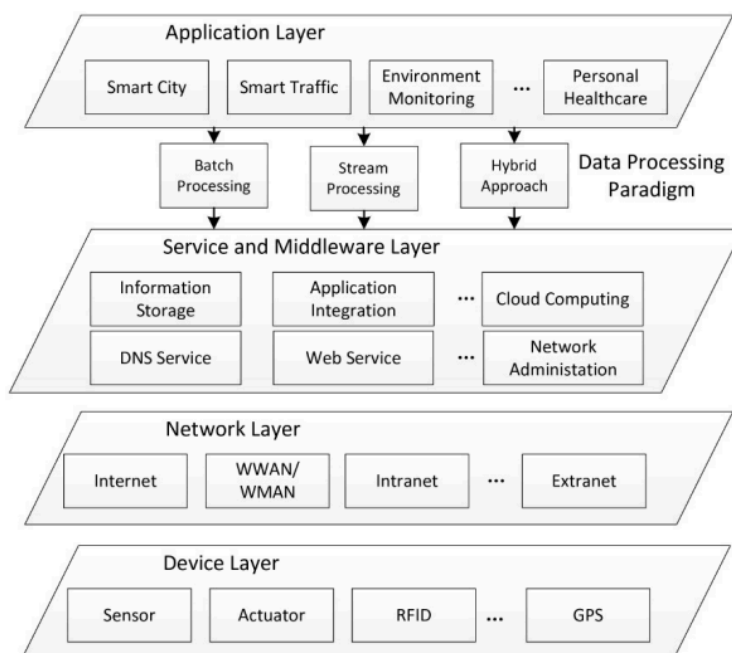 Application Layer
Smart City
Smart Traffic
Environment
Monitoring
...
Personal
Healthcare
Batch
Processing
Stream
Processing
Hybrid
Approach
Data Processing
Paradigm
Service and Middleware Layer
Information
Storage
Application
Integration
...
Cloud Computing
DNS Service
Web Service
...
Network
Administation
Network Layer
Internet
WWAN/
WMAN
Intranet
...
Extranet
Device Layer
Sensor
Actuator
RFID
...
GPS